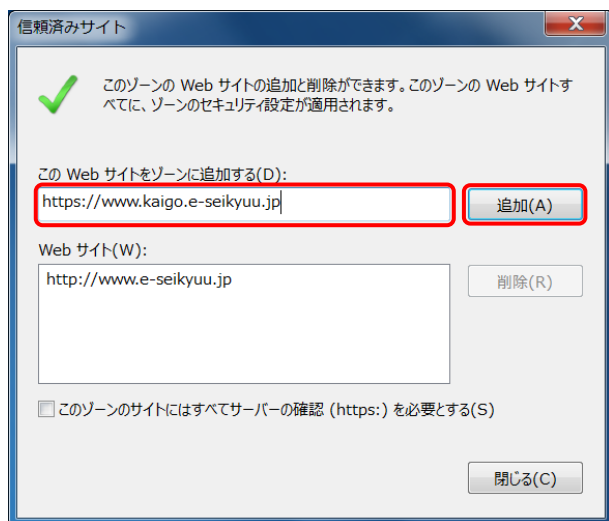 信頼済みサイト
このゾーンの Web サイトの追加と削除ができます。このゾーンの Web サイトす
べてに、ゾーンのセキュリティ設定が適用されます。
この Web サイトをゾーンに追加する(D):
https://www.kaigo.e-seikyuu.jp
追加(A)
Web サイト(W):
http://www.e-seikyuu.jp
削除(R)
このゾーンのサイトにはすべてサーバーの確認 (https:) を必要とする(S)
閉じる(C)